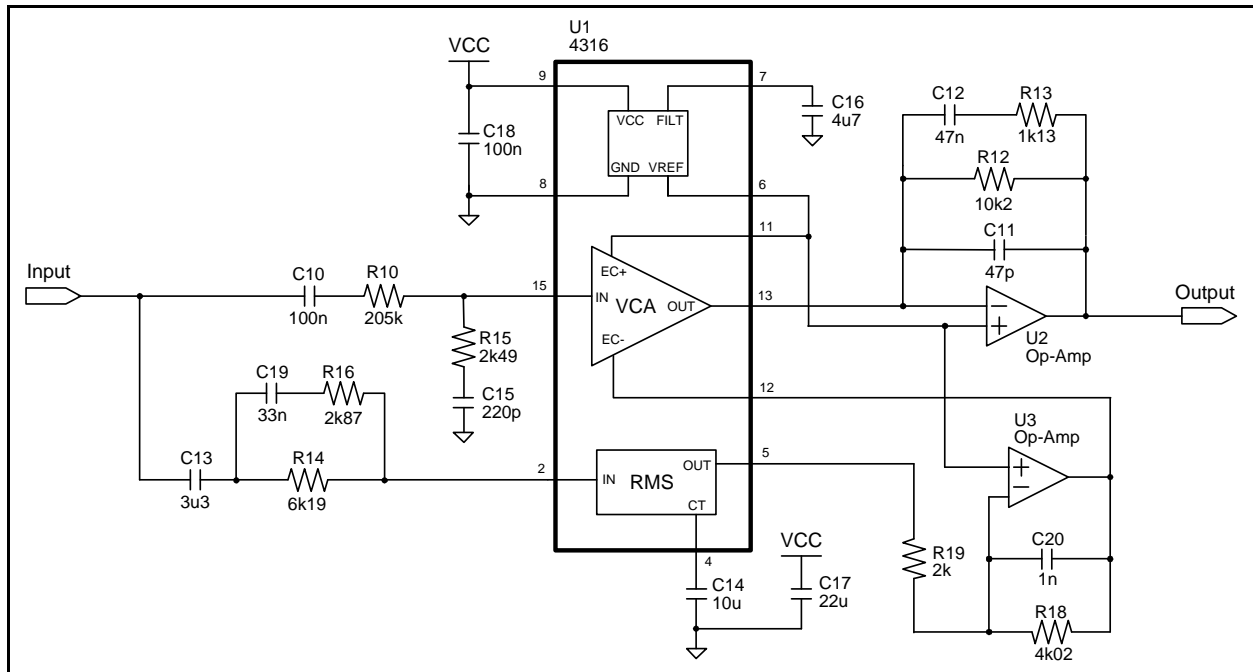 U1
4316
VCC
9
7
C18
100n
VCC
FILT
GND
VREF
C16
4u7
8
6
11
C12
47n
R13
1k13
R12
10k2
C11
47p
Input
C10
100n
R10
205k
15
EC+
IN
VCA
OUT
EC-
13
−
+
U2
Op-Amp
Output
R15
2k49
C15
220p
C19
33n
R16
2k87
12
C13
3u3
R14
6k19
2
IN
RMS
OUT
CT
5
U3
Op-Amp
+
−
4
C14
10u
VCC
C17
22u
R19
2k
C20
1n
R18
4k02